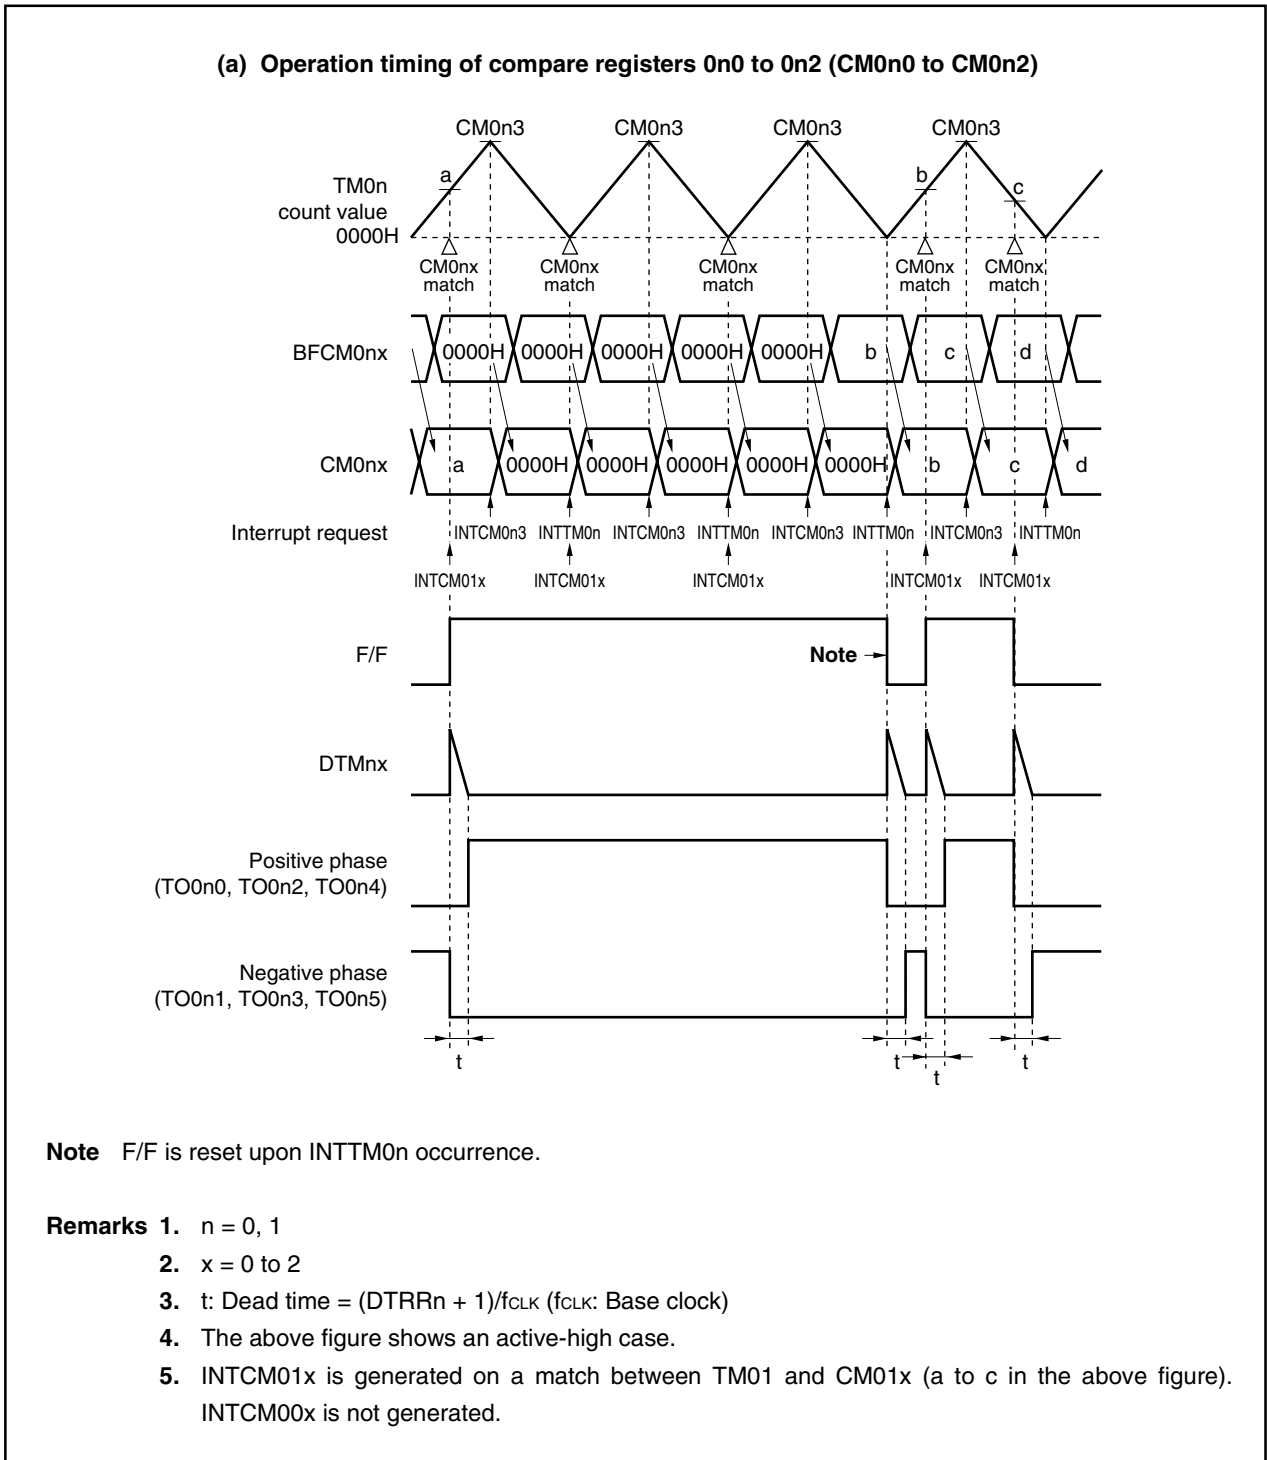 (a) Operation timing of compare registers 0n0 to 0n2 (CM0n0 to CM0n2)
CM0n3 CM0n3 CM0n3 CM0n3
a b c
TM0n
count value
0000H
CM0nx CM0nx CM0nx CM0nx CM0nx
match match match match match
BFCM0nx 0000H 0000H 0000H 0000H 0000H b c d
CM0nx a 0000H 0000H 0000H 0000H 0000H b c d
Interrupt request INTCM0n3 INTTM0n INTCM0n3 INTTM0n INTCM0n3 INTTM0n INTCM0n3 INTTM0n
INTCM01x INTCM01x INTCM01x INTCM01x INTCM01x
F/F Note
DTMnx
Positive phase
(TO0n0, TO0n2, TO0n4)
Negative phase
(TO0n1, TO0n3, TO0n5)
t t t t
Note F/F is reset upon INTTM0n occurrence.
Remarks 1. n = 0, 1
2. x = 0 to 2
3. t: Dead time = (DTRRn + 1)/fCLK (fCLK: Base clock)
4. The above figure shows an active-high case.
5. INTCM01x is generated on a match between TM01 and CM01x (a to c in the above figure).
INTCM00x is not generated.